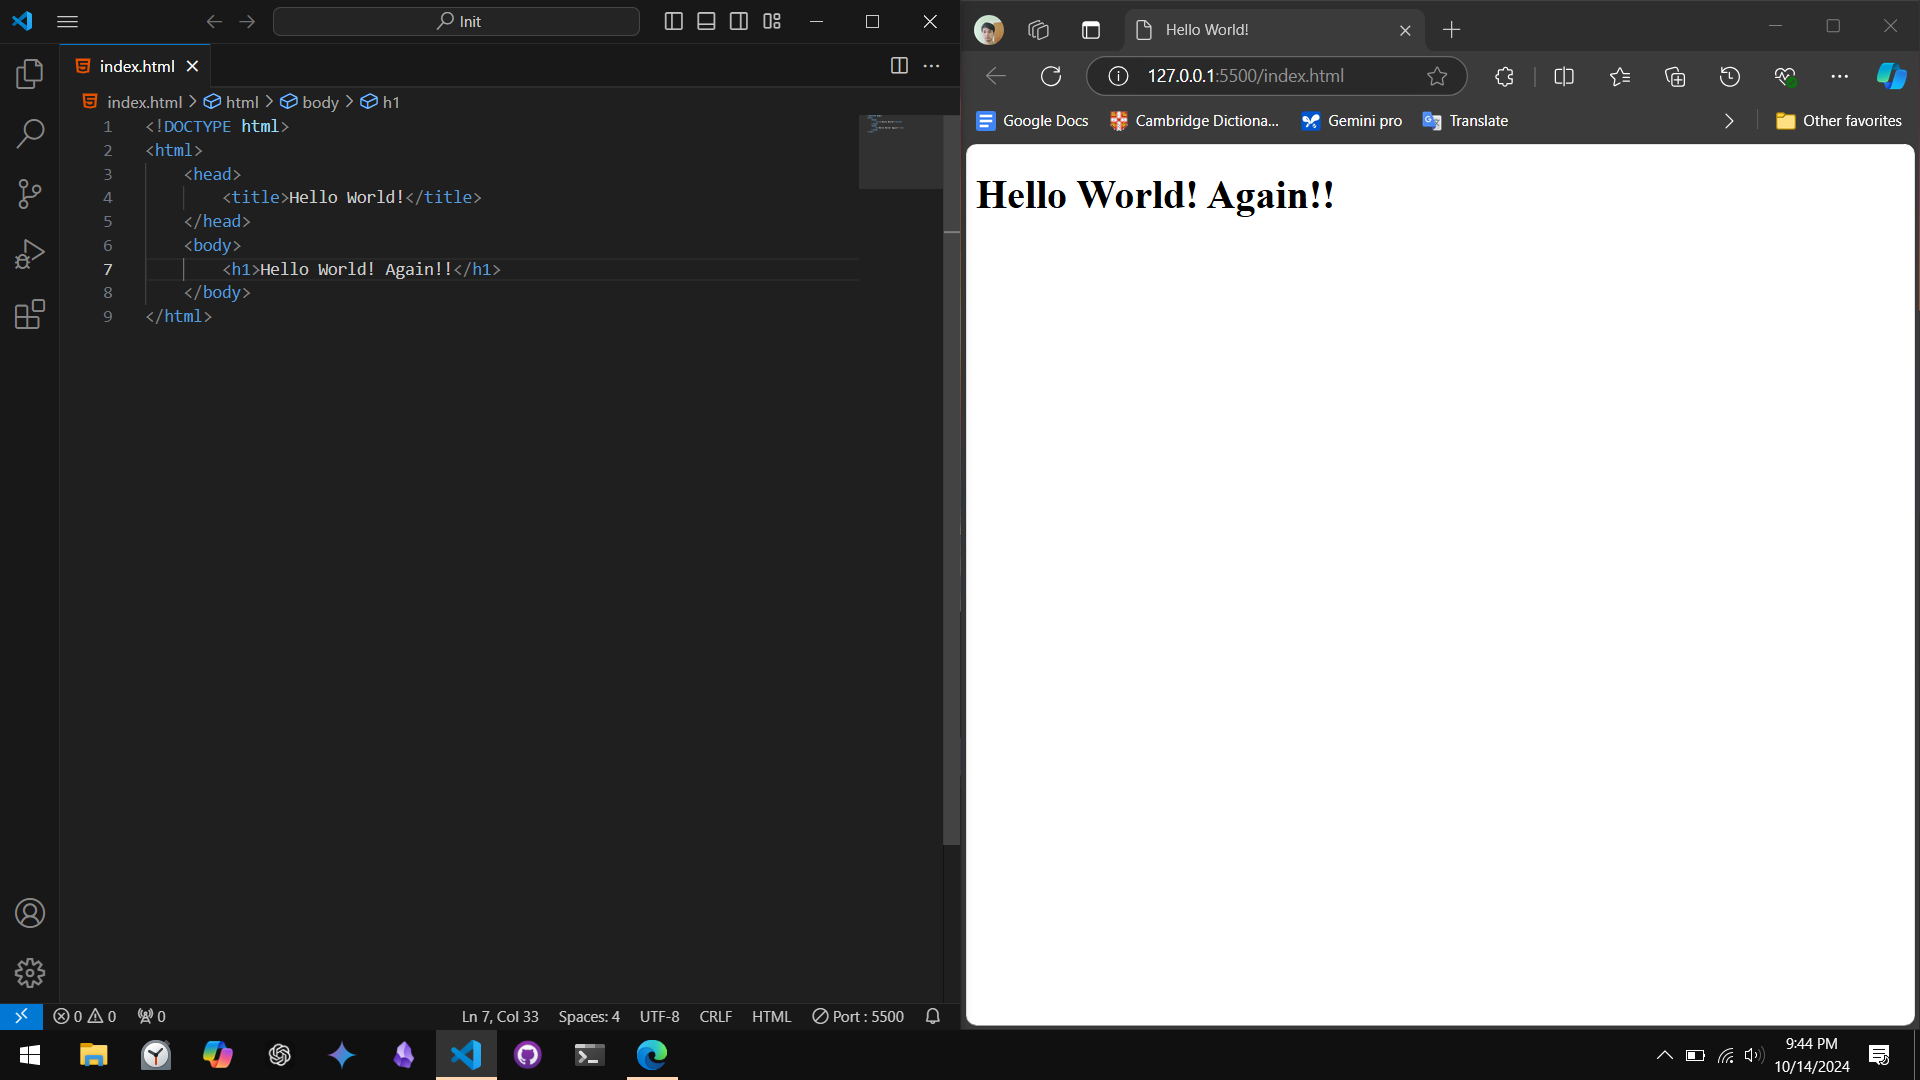 Init
index.html
index.html > html > body > h1
1 <!DOCTYPE html>
2 <html>
3 <head>
4 <title>Hello World!</title>
5 </head>
6 <body>
7 <h1>Hello World! Again!!</h1>
8 </body>
9 </html>
0 0 0 Ln 7, Col 33 Spaces: 4 UTF-8 CRLF HTML Port : 5500
Hello World!
127.0.0.1:5500/index.html
Google Docs Cambridge Dictiona... Gemini pro Translate Other favorites
Hello World! Again!!
9:44 PM
10/14/2024